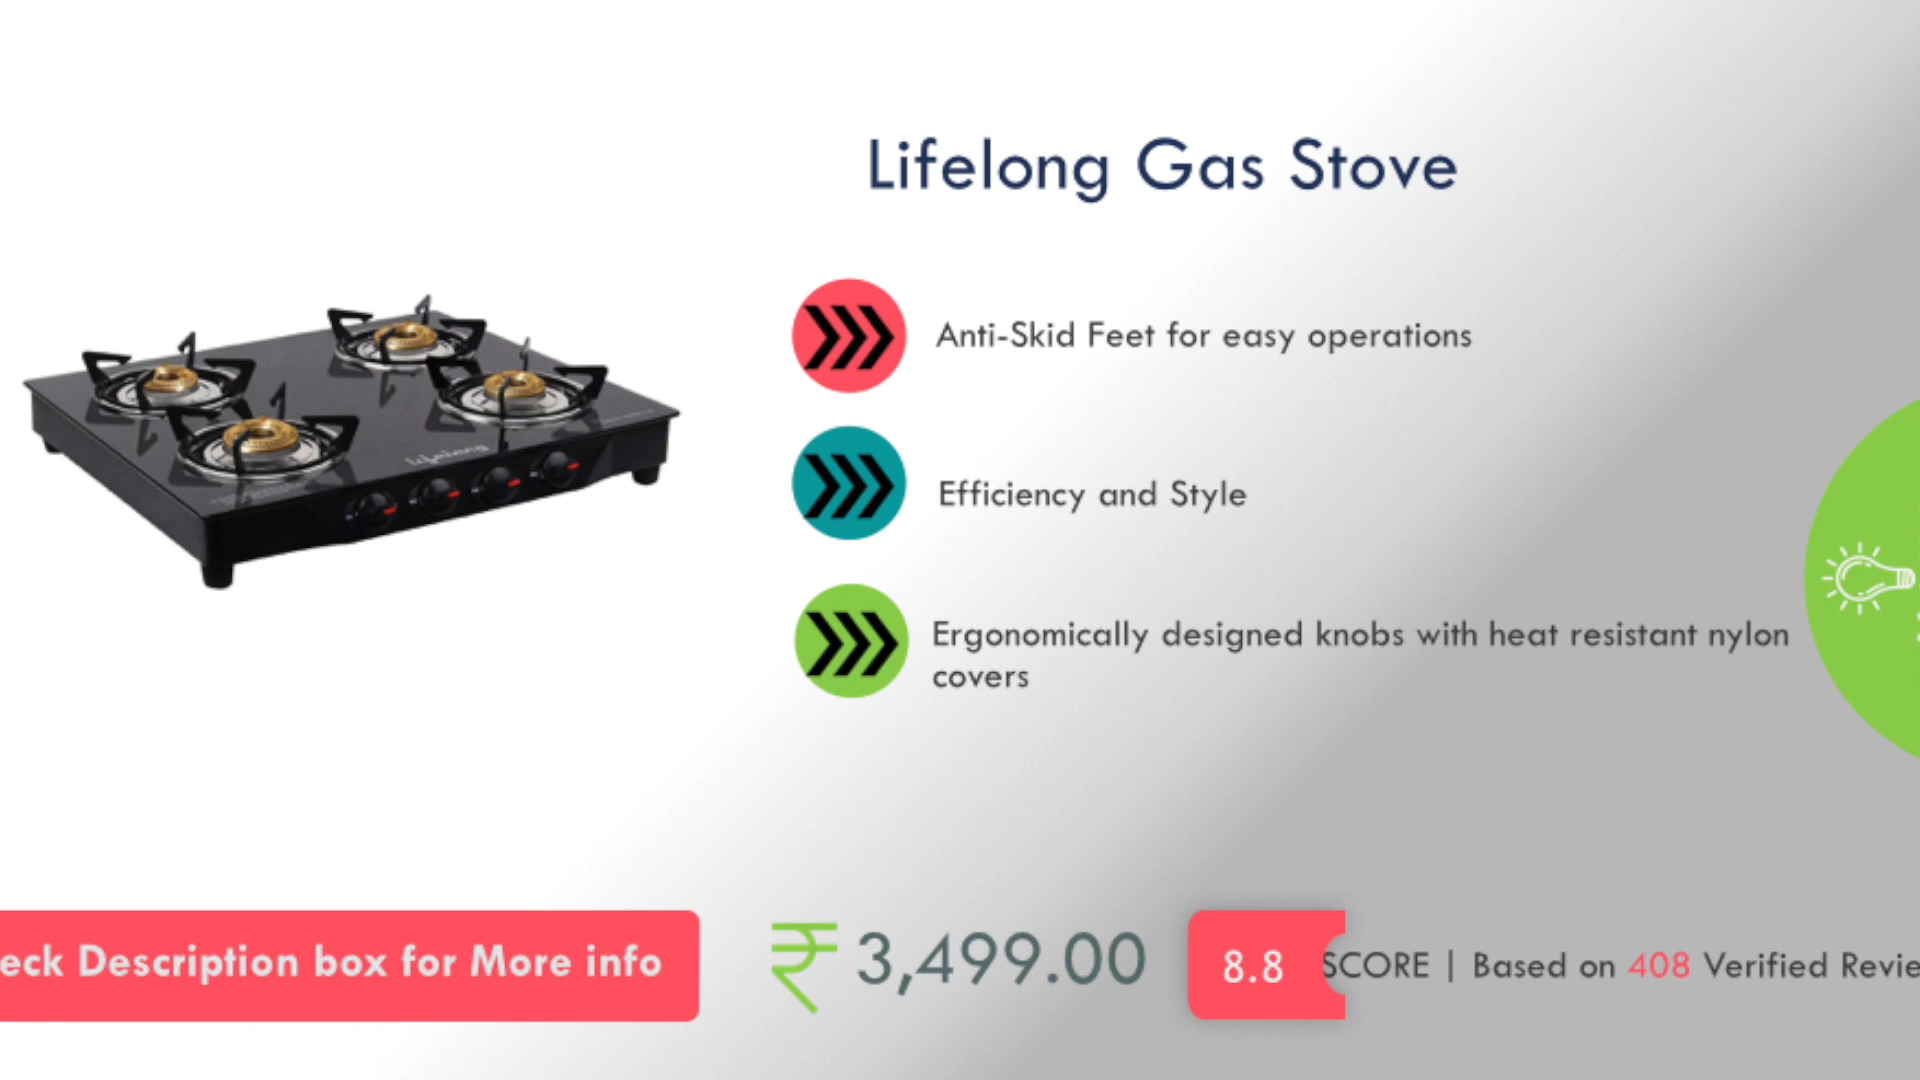 Lifelong Gas Stove
Anti-Skid Feet for easy operations
Efficiency and Style
Ergonomically designed knobs with heat resistant nylon
covers
lifelong
eck Description box for More info
₹ 3,499.00
8.8 SCORE | Based on 408 Verified Revie